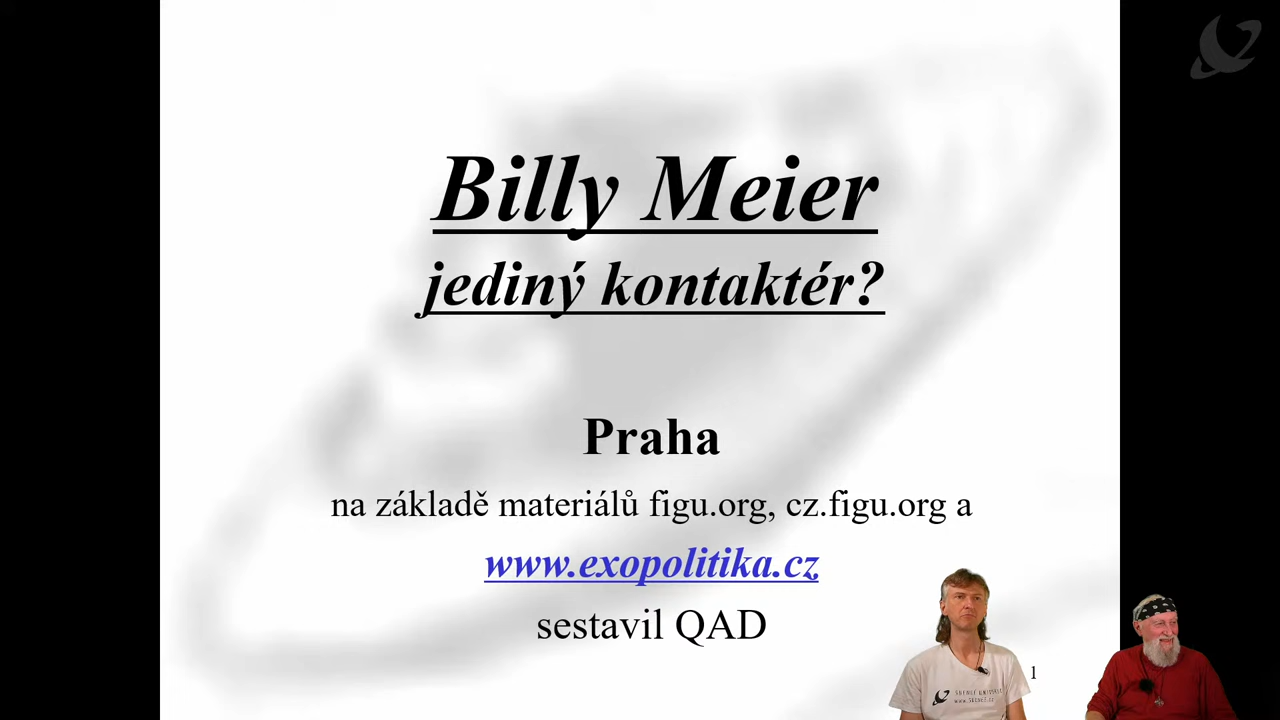 Billy Meier
jediný kontaktér?
Praha
na základě materiálů figu.org, cz.figu.org a
www.exopolitika.cz
sestavil QAD
1